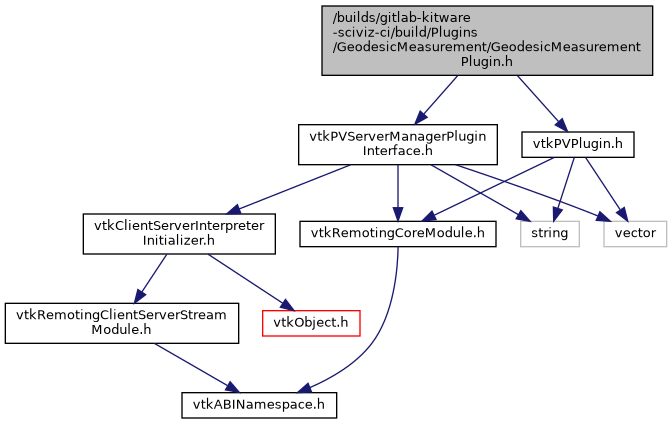 /builds/gitlab-kitware
-sciviz-ci/build/Plugins
/GeodesicMeasurement/GeodesicMeasurement
Plugin.h
vtkPVServerManagerPlugin
Interface.h
vtkPVPlugin.h
vtkClientServerInterpreter
Initializer.h
vtkRemotingCoreModule.h
string
vector
vtkRemotingClientServerStream
Module.h
vtkObject.h
vtkABINamespace.h